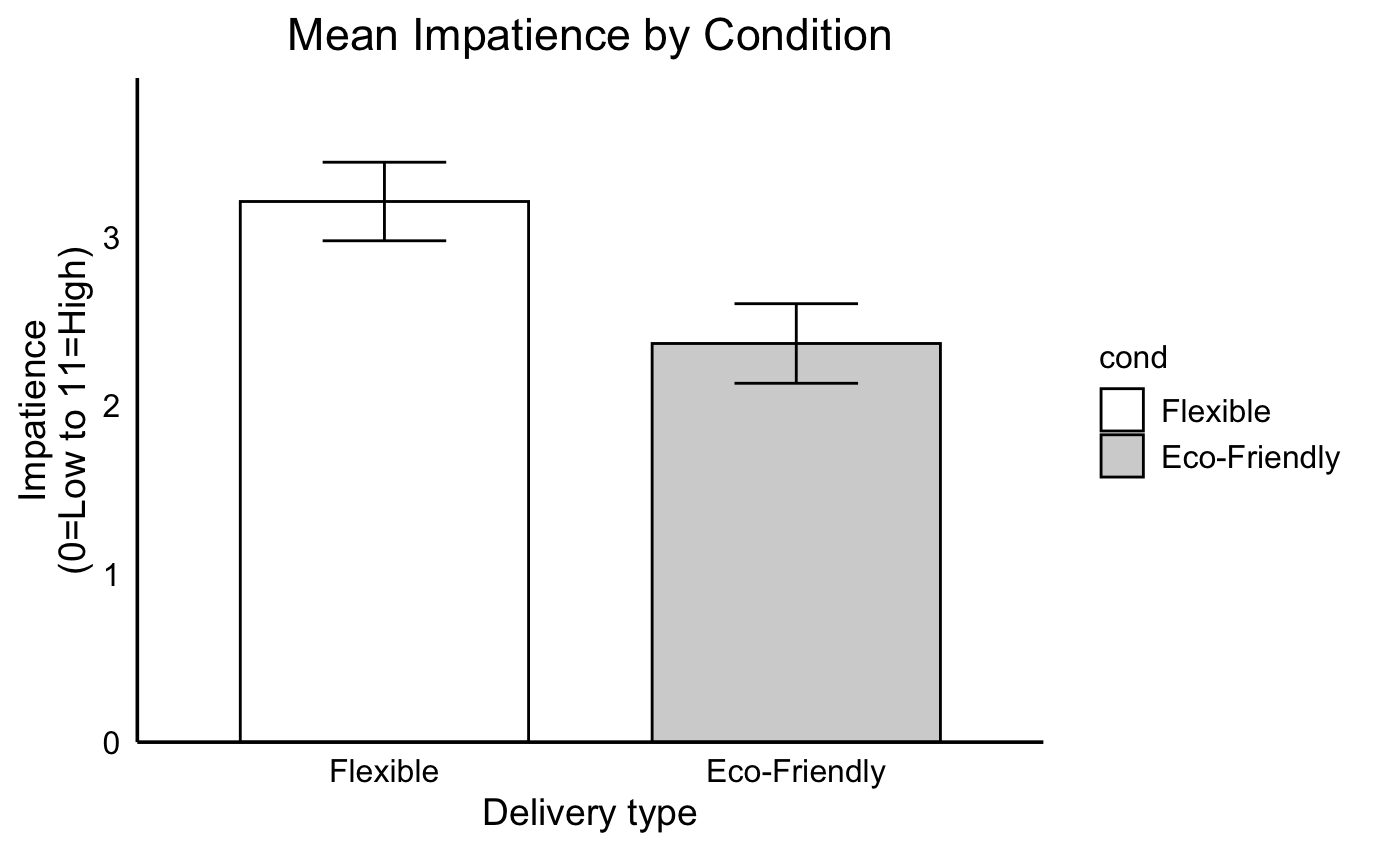 Mean Impatience by Condition
Impatience
(0=Low to 11=High)
3
2
1
0
Flexible
Eco-Friendly
Delivery type
cond
Flexible
Eco-Friendly